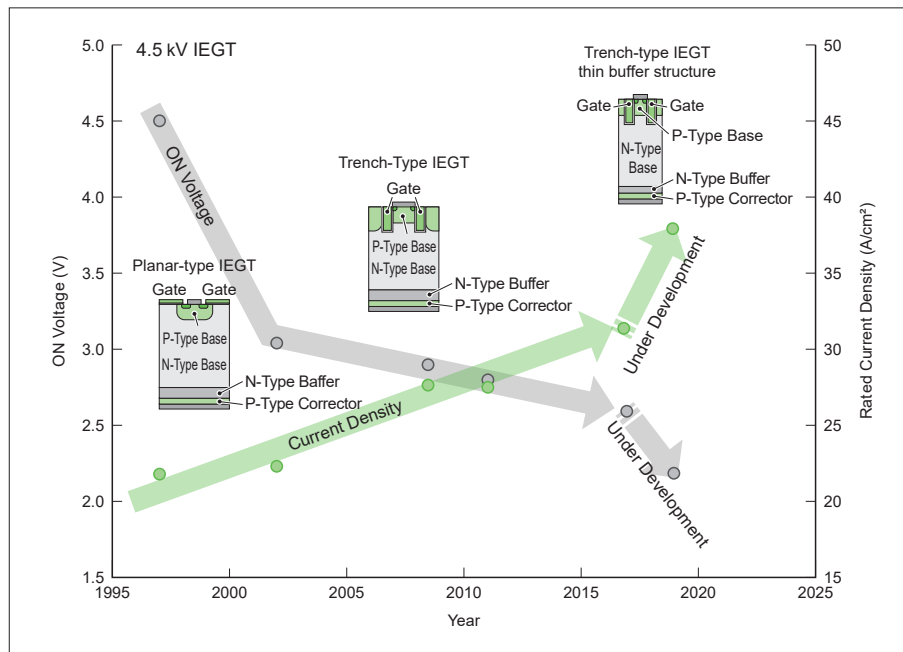 4.5 kV IEGT
5.0
4.5
4.0
3.5
3.0
2.5
2.0
1.5
ON Voltage (V)
50
45
40
35
30
25
20
15
Rated Current Density (A/cm²)
1995
2000
2005
2010
2015
2020
2025
Year
ON Voltage
Current Density
Under Development
Under Development
Planar-type IEGT
Gate Gate
P-Type Base
N-Type Base
N-Type Baffer
P-Type Corrector
Trench-Type IEGT
Gate
P-Type Base
N-Type Base
N-Type Buffer
P-Type Corrector
Trench-type IEGT
thin buffer structure
Gate Gate
P-Type Base
N-Type
Base
N-Type Buffer
P-Type Corrector